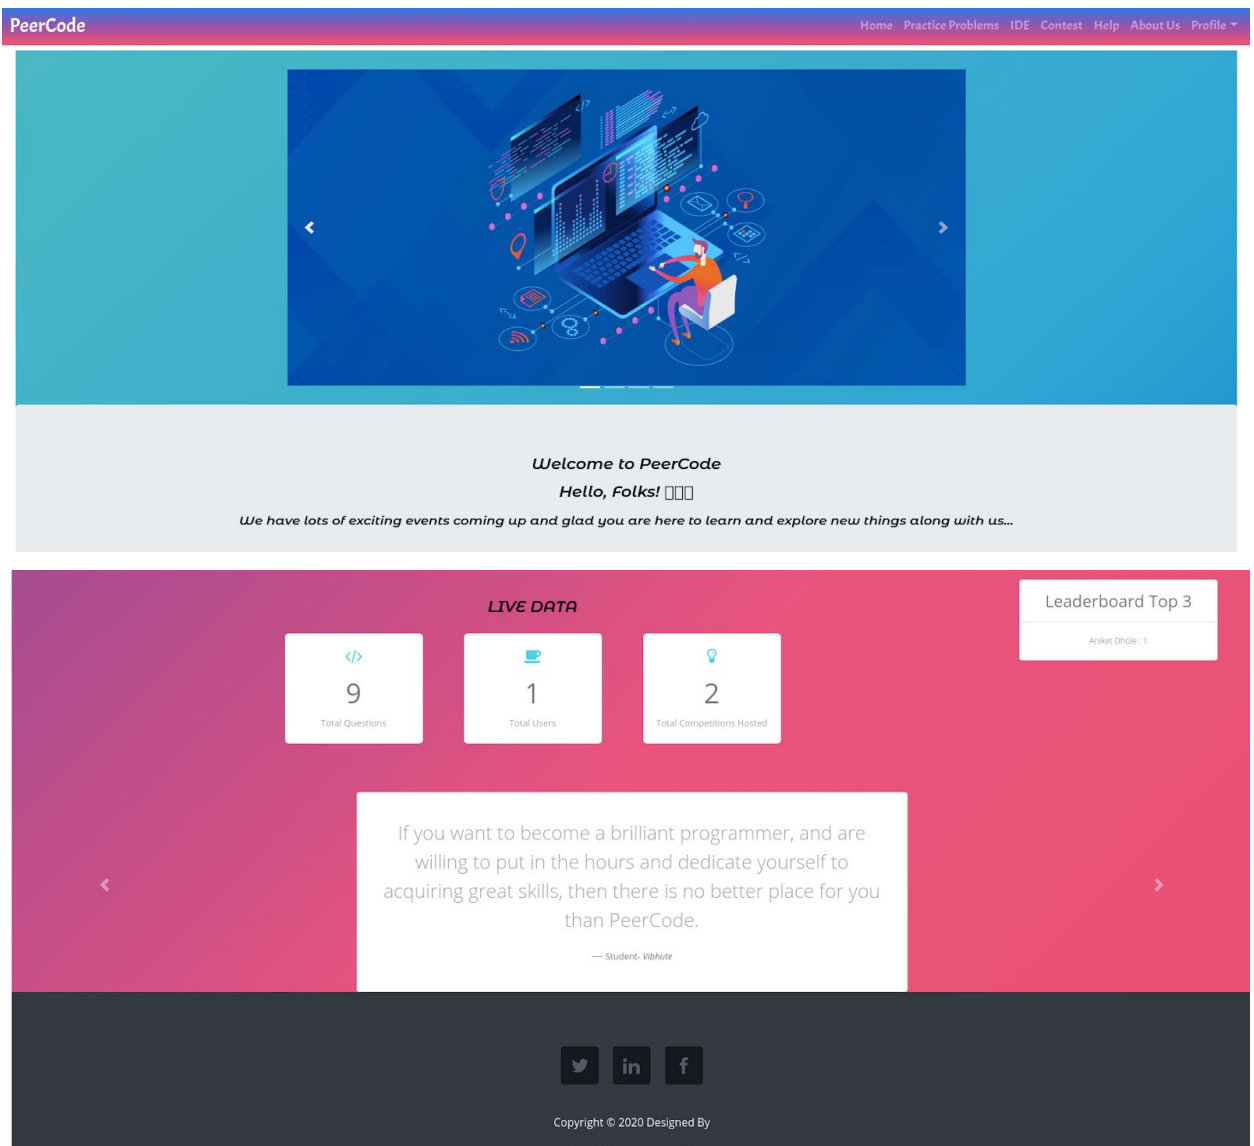 PeerCode
Home Practice Problems IDE Contest Help About Us Profile
Welcome to PeerCode
Hello, Folks!
We have lots of exciting events coming up and glad you are here to learn and explore new things along with us...
LIVE DATA
Leaderboard Top 3
Aniket Dhole : 1
</>
9
Total Questions
1
Total Users
2
Total Competitions Hosted
If you want to become a brilliant programmer, and are
willing to put in the hours and dedicate yourself to
acquiring great skills, then there is no better place for you
than PeerCode.
— Student- Vibhute
Copyright © 2020 Designed By